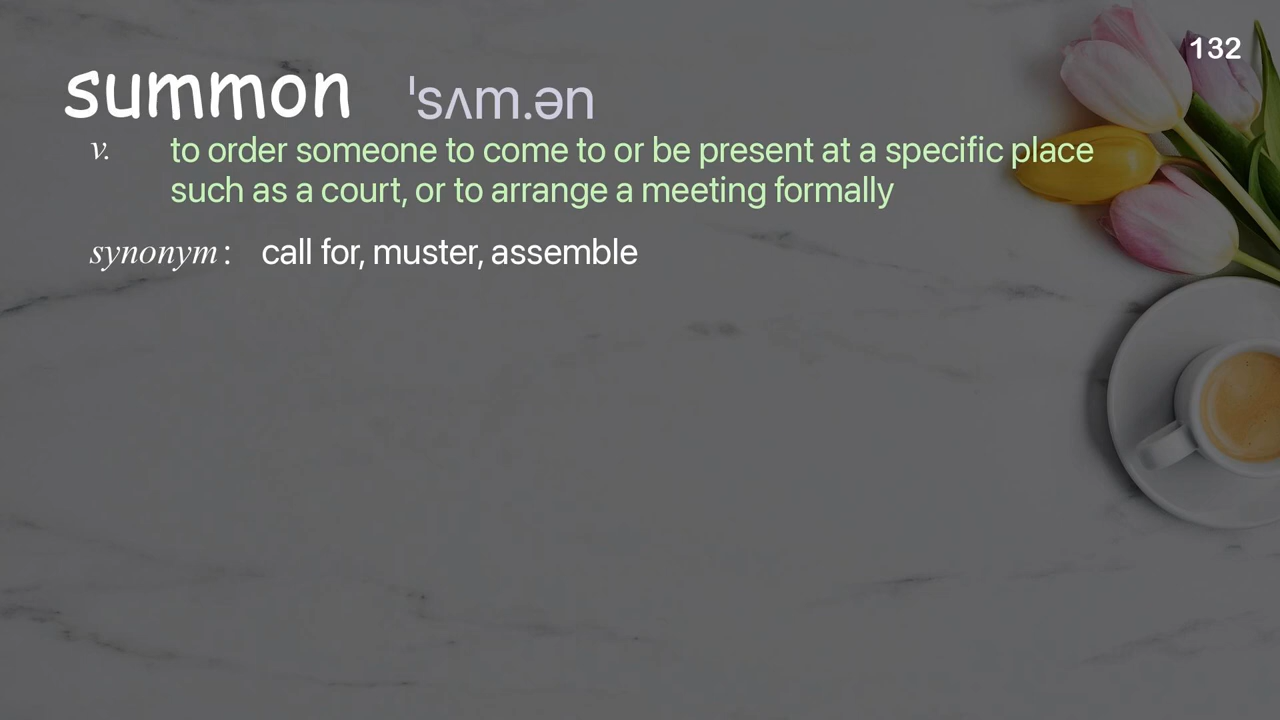 132
summon ˈsʌm.ən
v. to order someone to come to or be present at a specific place
such as a court, or to arrange a meeting formally
synonym : call for, muster, assemble